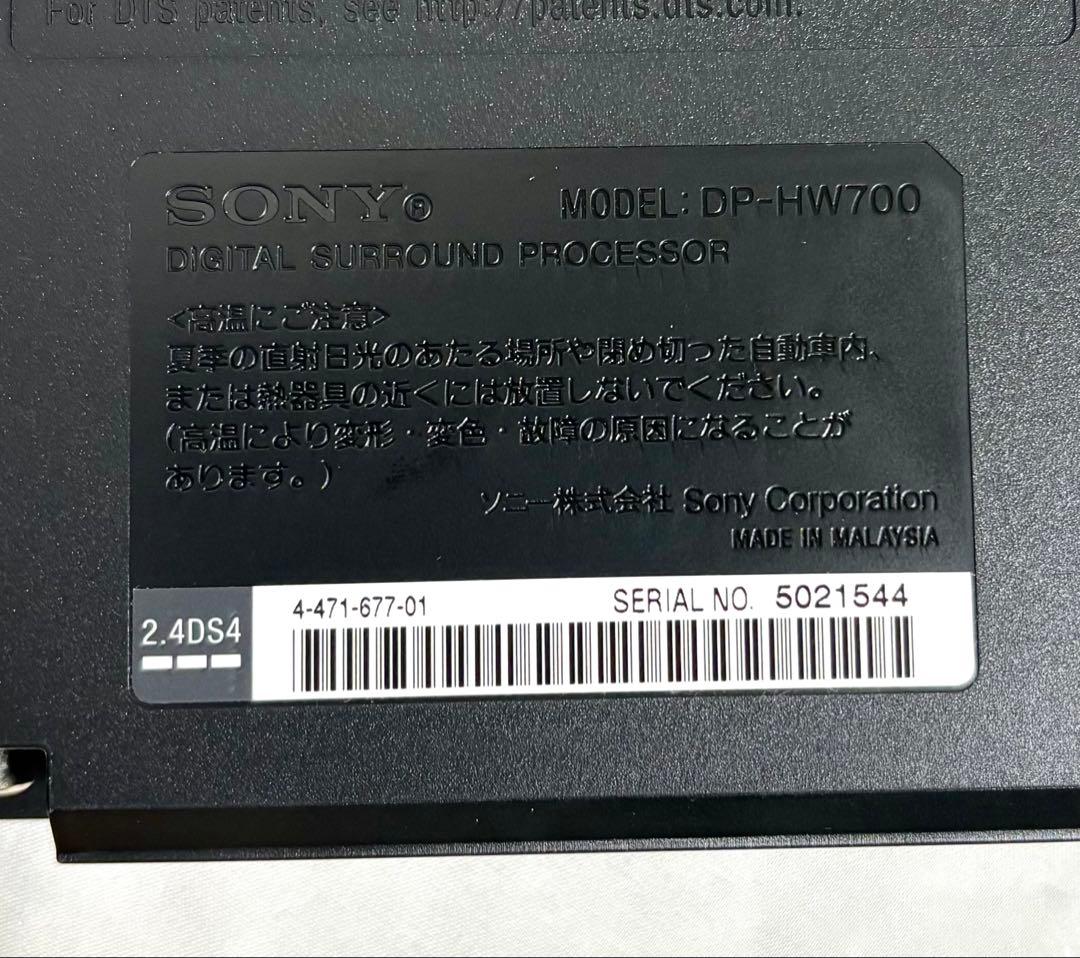 For DTS patents, see http://patents.dts.com.
SONY®
MODEL: DP-HW700
DIGITAL SURROUND PROCESSOR
<高温にご注意>
夏季の直射日光のあたる場所や閉め切った自動車内、
または熱器具の近くには放置しないでください。
(高温により変形・変色・故障の原因になることが
あります。)
ソニー株式会社 Sony Corporation
MADE IN MALAYSIA
2.4DS4
4-471-677-01
SERIAL NO. 5021544